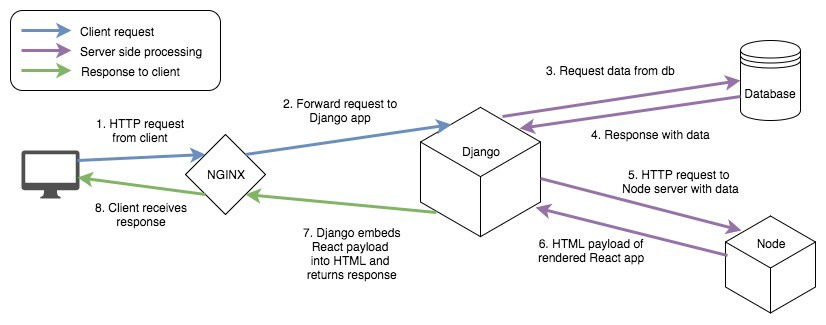 Client request
Server side processing
Response to client
1. HTTP request
from client
NGINX
8. Client receives
response
2. Forward request to
Django app
Django
7. Django embeds
React payload
into HTML and
returns response
3. Request data from db
Database
4. Response with data
5. HTTP request to
Node server with data
6. HTML payload of
rendered React app
Node